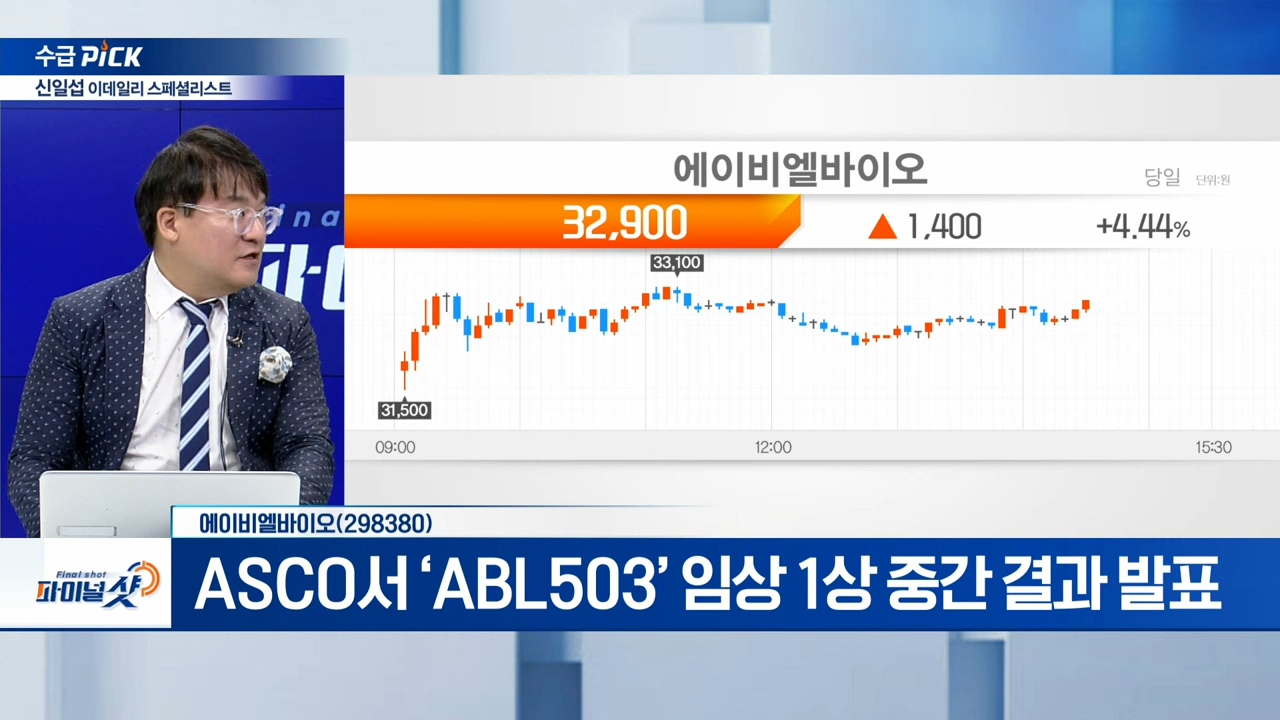 수급 PiCK
신일섭 이데일리 스페셜리스트
Fina
파이
에이비엘바이오
당일 단위:원
32,900 ▲ 1,400 +4.44%
33,100
31,500
09:00 12:00 15:30
에이비엘바이오(298380)
Final shot
파이널샷
ASCO서 ‘ABL503’ 임상 1상 중간 결과 발표